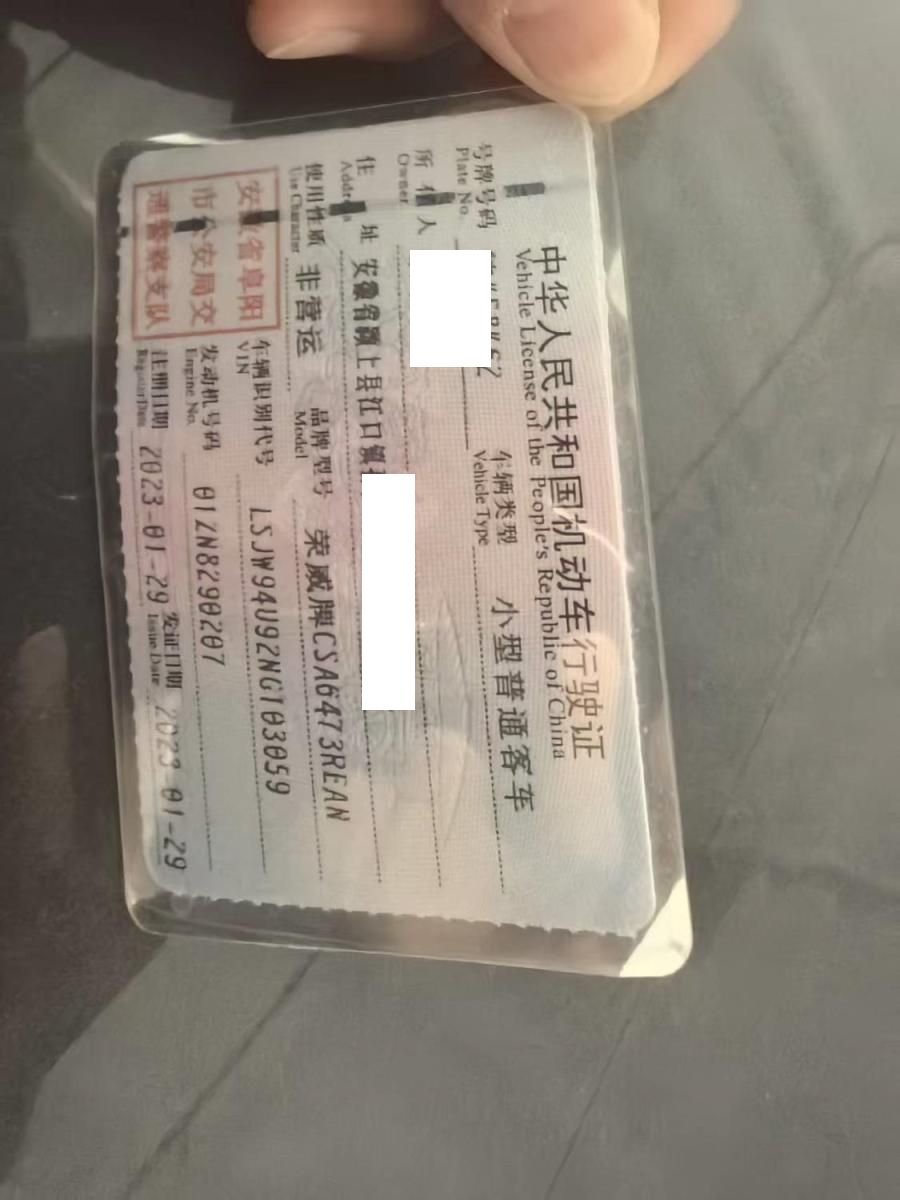 中华人民共和国机动车行驶证
Vehicle License of the People's Republic of China
号牌号码
Plate No.
车辆类型 小型普通客车
Vehicle Type
所 人
Owner
住 址 安徽省颍上县江口镇
使用性质 非营运
Use Character
品牌型号 荣威牌CSA6473REAN
Model
车辆识别代号 LSJW94U92NG103059
VIN
发动机号码 01ZN8290207
Engine No.
注册日期 2023-01-29
Register Date
发证日期 2023-01-29
Issue Date
安徽省阜阳
市公安局交
通警察支队